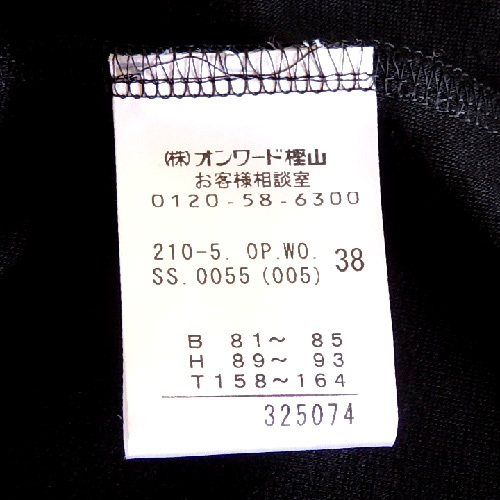 (株)オンワード樫山
お客様相談室
0120-58-6300
210-5. OP.WO.
SS.0055(005) 38
B 81～ 85
H 89～ 93
T158～164
325074